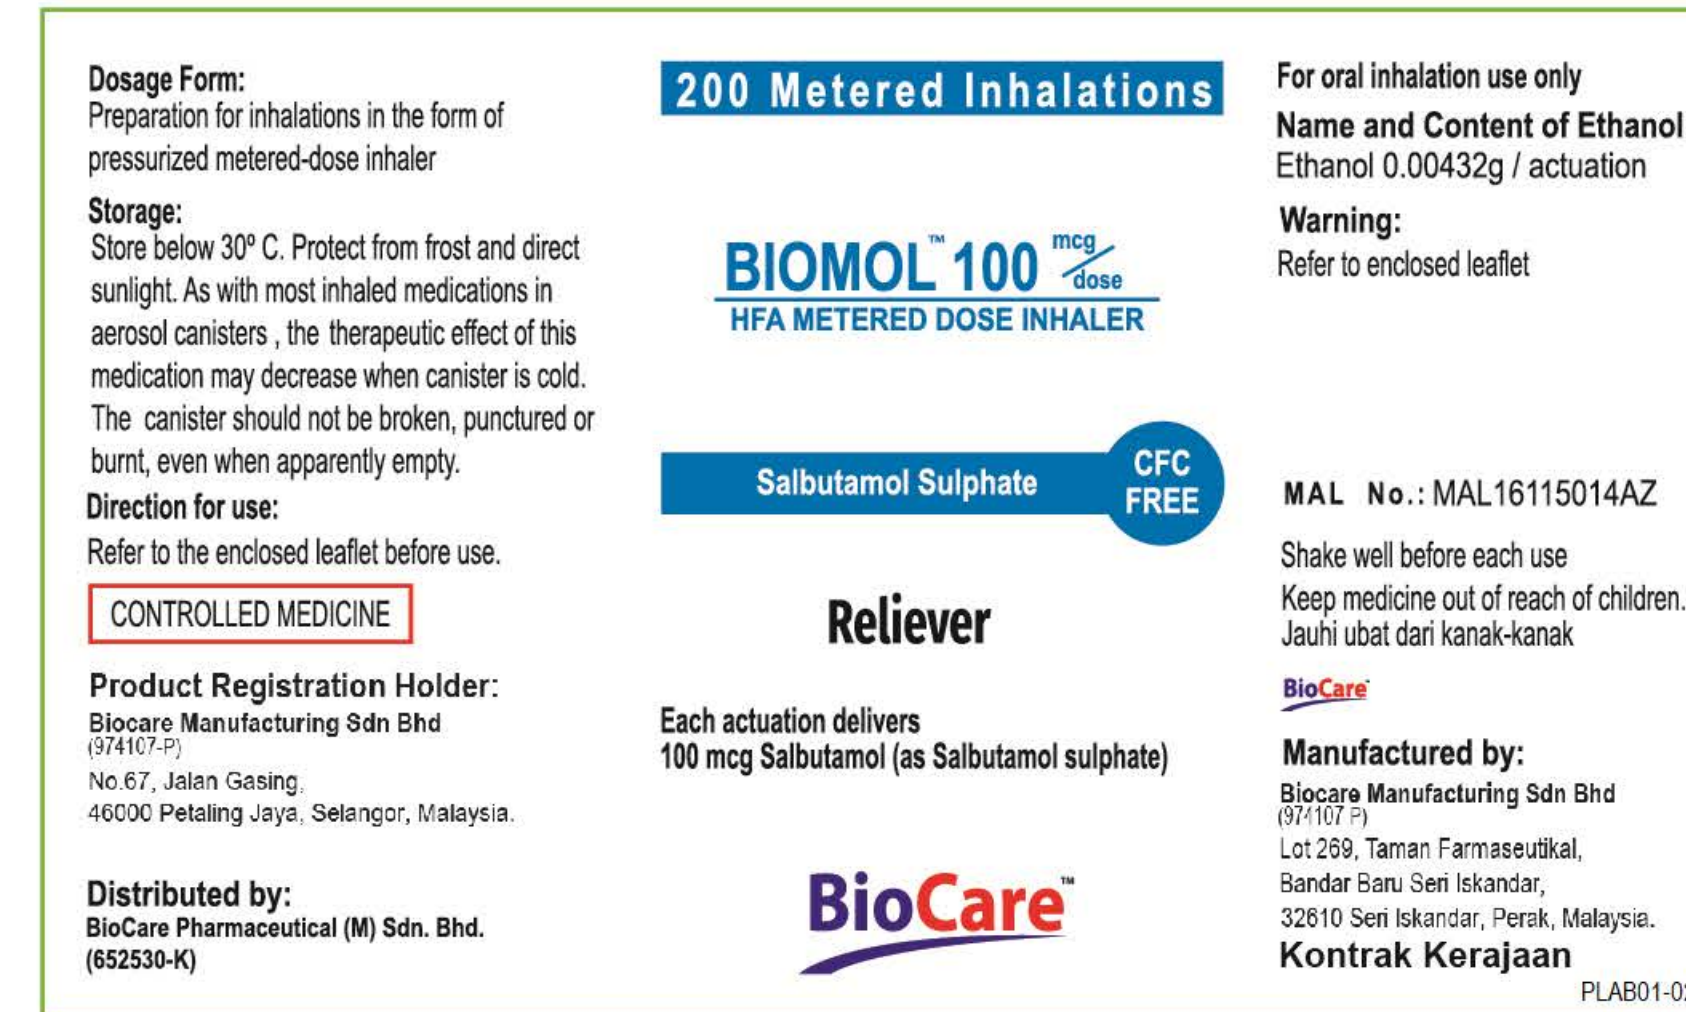 Dosage Form:
Preparation for inhalations in the form of
pressurized metered-dose inhaler
Storage:
Store below 30º C. Protect from frost and direct
sunlight. As with most inhaled medications in
aerosol canisters , the therapeutic effect of this
medication may decrease when canister is cold.
The canister should not be broken, punctured or
burnt, even when apparently empty.
Direction for use:
Refer to the enclosed leaflet before use.
CONTROLLED MEDICINE
Product Registration Holder:
Biocare Manufacturing Sdn Bhd
(974107-P)
No.67, Jalan Gasing,
46000 Petaling Jaya, Selangor, Malaysia.
Distributed by:
BioCare Pharmaceutical (M) Sdn. Bhd.
(652530-K)
200 Metered Inhalations
BIOMOL™ 100 mcg/dose
HFA METERED DOSE INHALER
Salbutamol Sulphate
CFC
FREE
Reliever
Each actuation delivers
100 mcg Salbutamol (as Salbutamol sulphate)
BioCare™
For oral inhalation use only
Name and Content of Ethanol
Ethanol 0.00432g / actuation
Warning:
Refer to enclosed leaflet
MAL No.: MAL16115014AZ
Shake well before each use
Keep medicine out of reach of children.
Jauhi ubat dari kanak-kanak
BioCare
Manufactured by:
Biocare Manufacturing Sdn Bhd
(974107 P)
Lot 269, Taman Farmaseutikal,
Bandar Baru Seri Iskandar,
32610 Seri Iskandar, Perak, Malaysia.
Kontrak Kerajaan